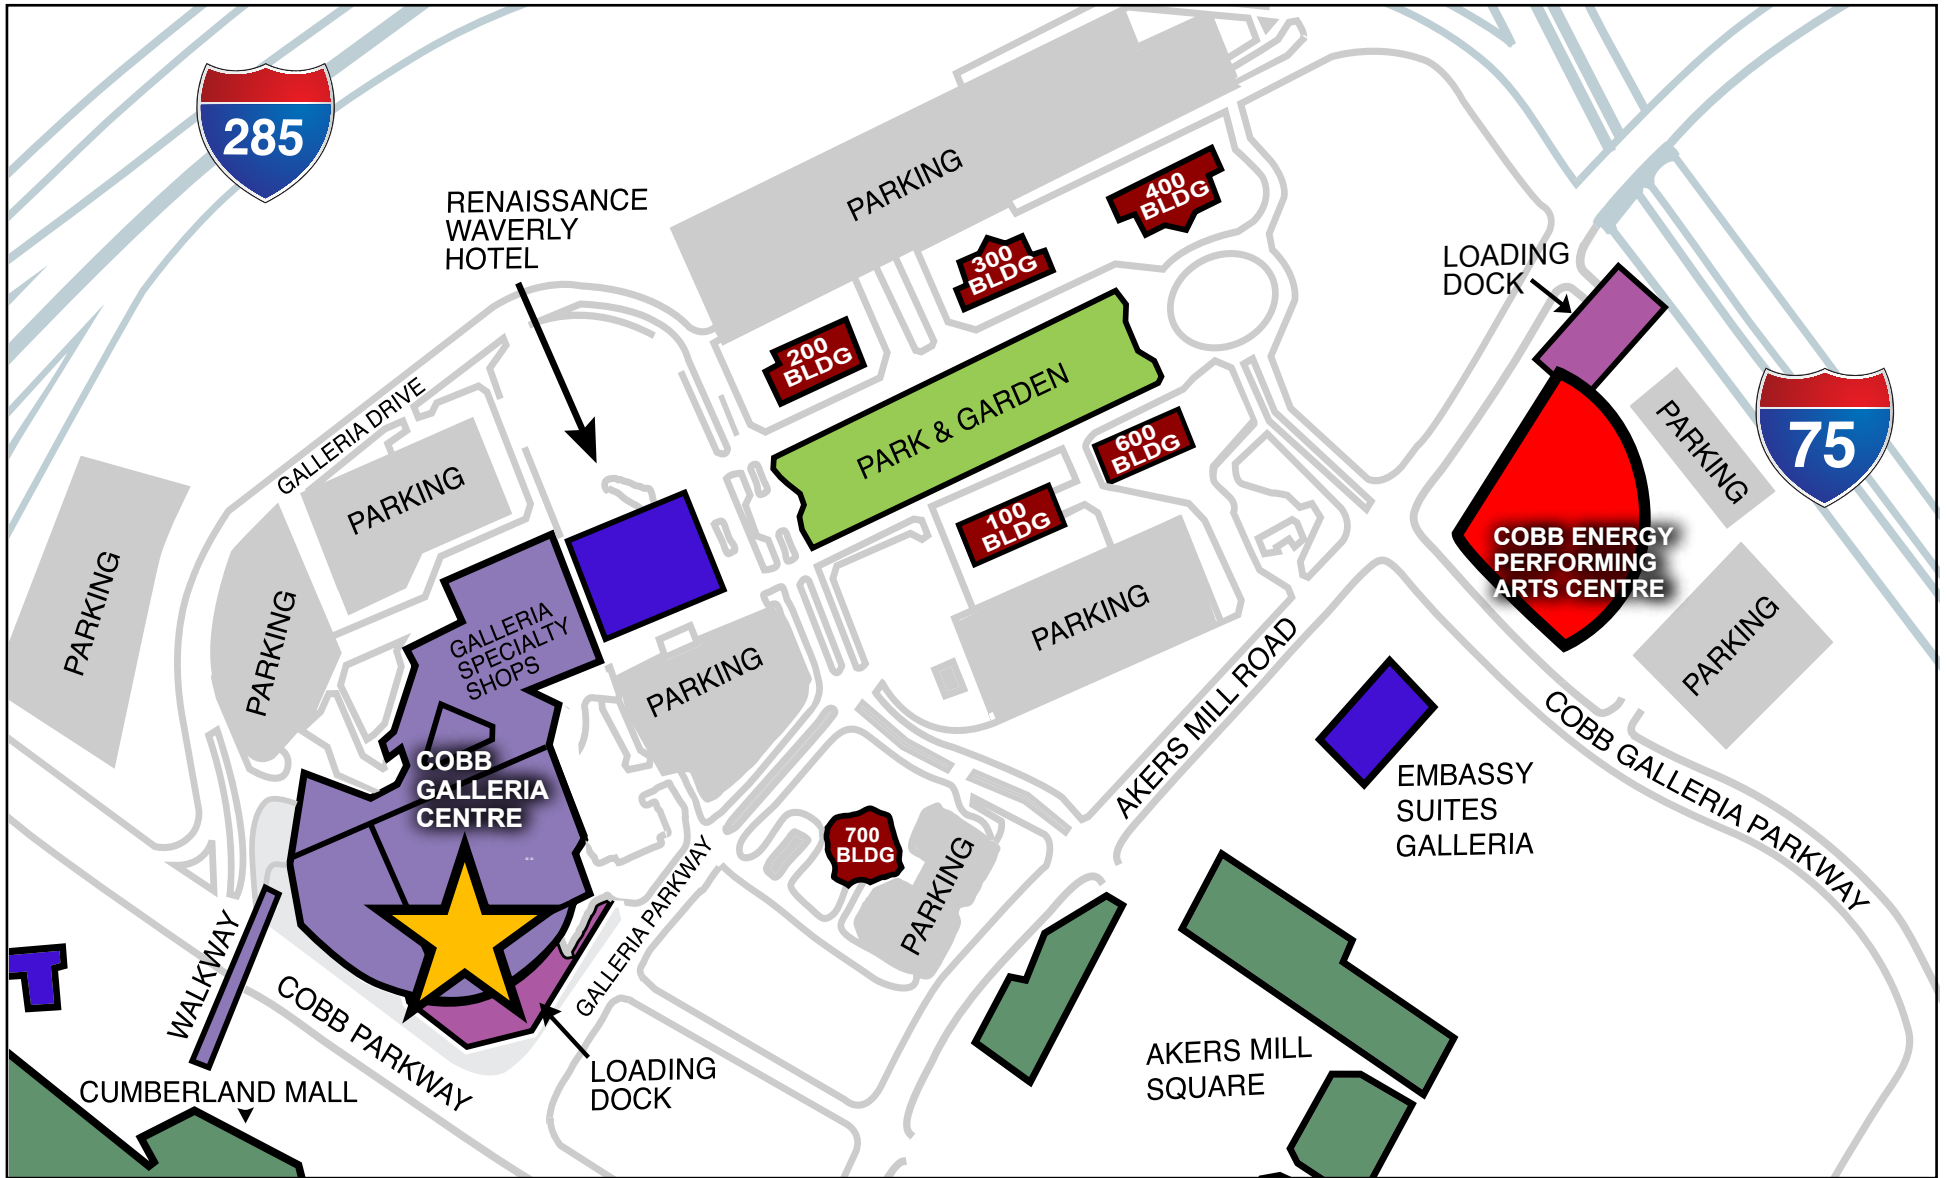 285
RENAISSANCE
WAVERLY
HOTEL
PARKING
400
BLDG
300
BLDG
200
BLDG
LOADING
DOCK
75
PARKING
GALLERIA DRIVE
PARKING
PARK & GARDEN
600
BLDG
100
BLDG
COBB ENERGY
PERFORMING
ARTS CENTRE
PARKING
PARKING
GALLERIA
SPECIALTY
SHOPS
PARKING
PARKING
PARKING
AKERS MILL ROAD
COBB GALLERIA PARKWAY
EMBASSY
SUITES
GALLERIA
COBB
GALLERIA
CENTRE
700
BLDG
PARKING
GALLERIA PARKWAY
WALKWAY
COBB PARKWAY
LOADING
DOCK
AKERS MILL
SQUARE
CUMBERLAND MALL